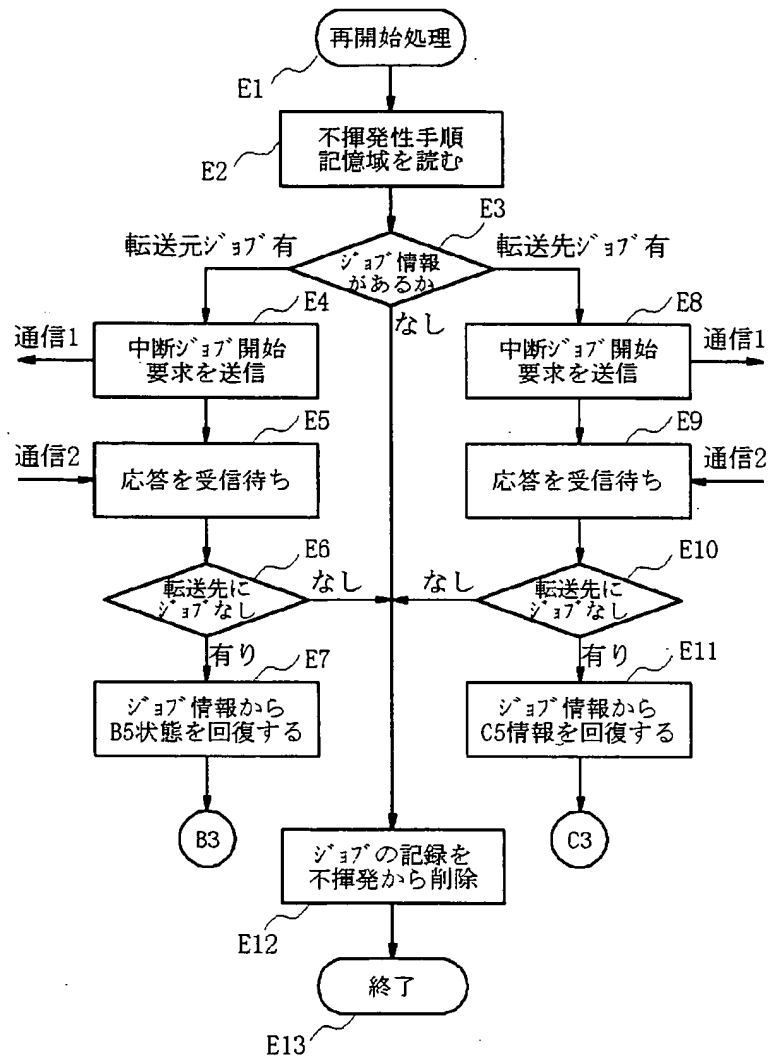 再開始処理
E1
不揮発性手順
記憶域を読む
E2
E3
転送元ジョブ有
転送先ジョブ有
ジョブ情報
があるか
なし
E4
通信1
中断ジョブ開始
要求を送信
E8
通信1
中断ジョブ開始
要求を送信
E5
通信2
応答を受信待ち
E9
通信2
応答を受信待ち
E6
転送先に
ジョブなし
なし
有り
E10
転送先に
ジョブなし
なし
有り
E7
ジョブ情報から
B5状態を回復する
E11
ジョブ情報から
C5情報を回復する
B3
C3
ジョブの記録を
不揮発から削除
E12
終了
E13